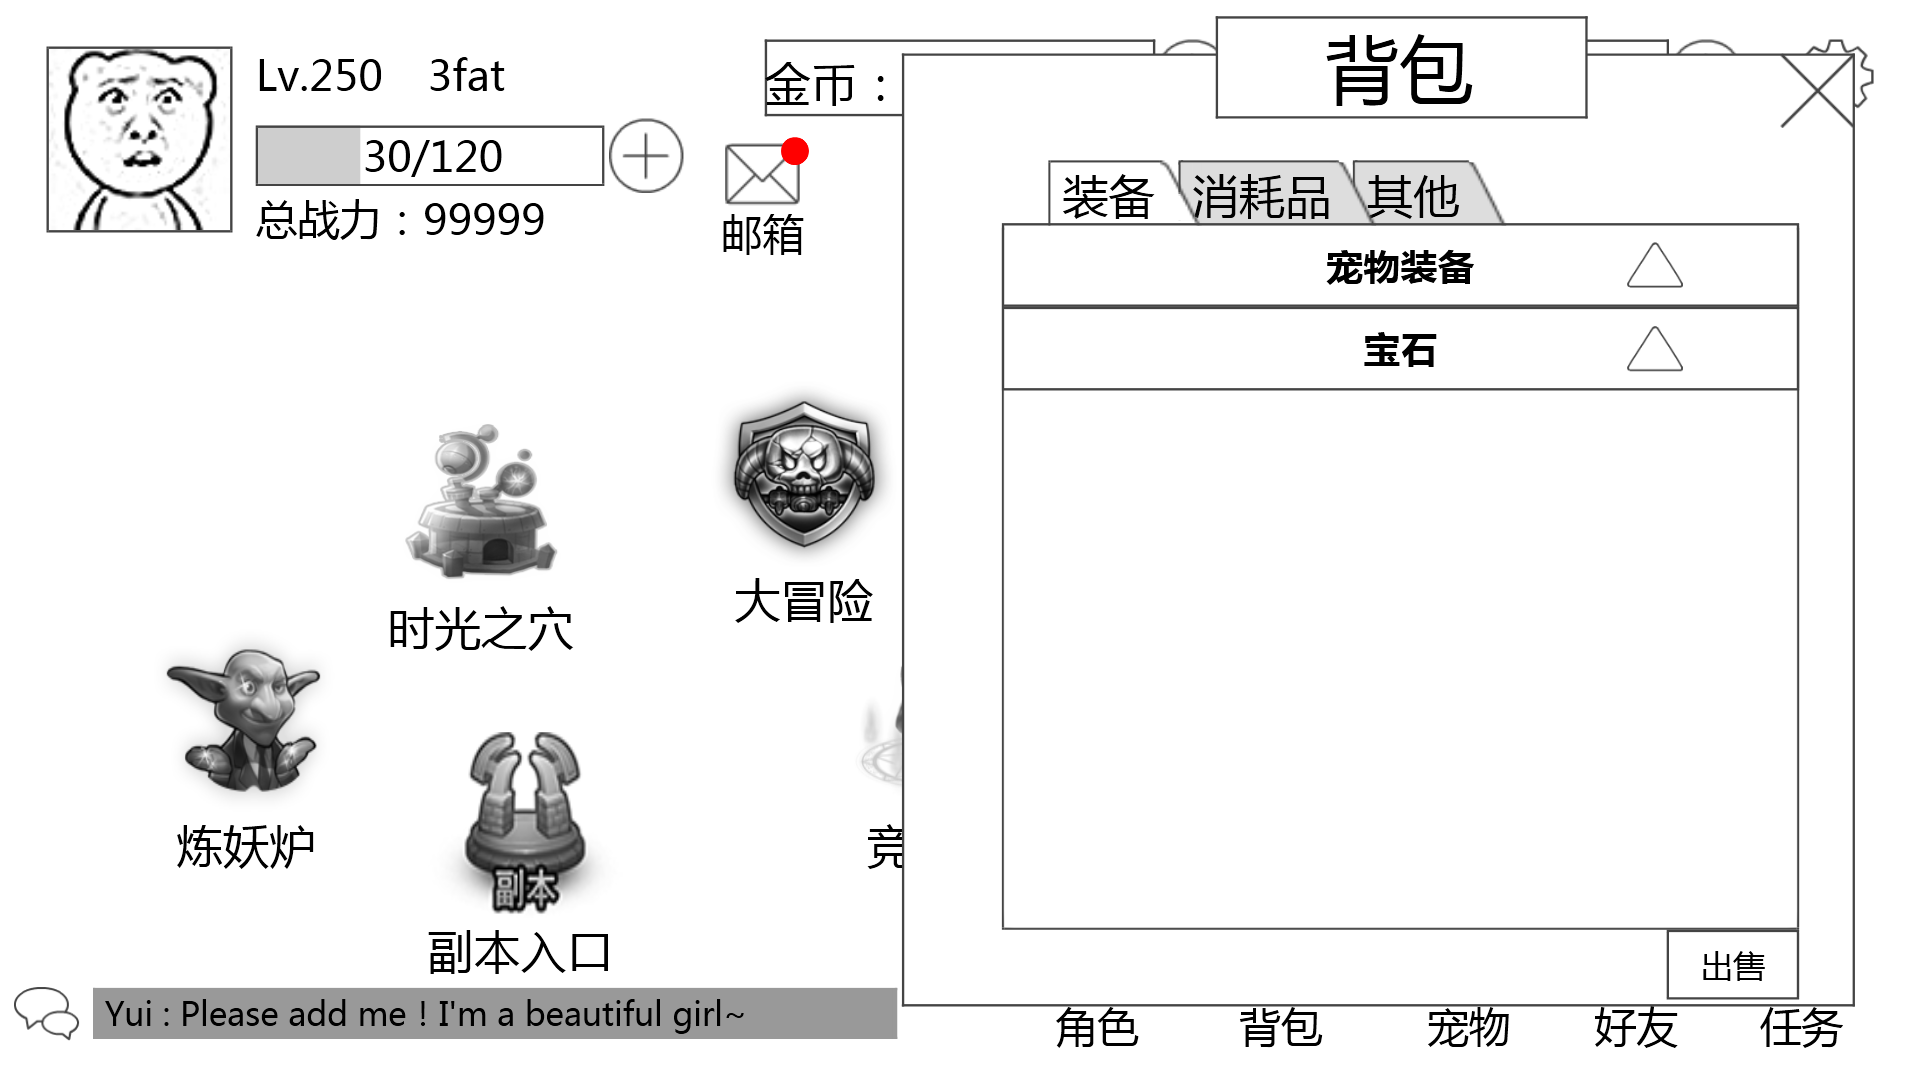 Lv.250 3fat
30/120
总战力：99999
邮箱
金币：
背包
装备 消耗品 其他
宠物装备
宝石
大冒险
时光之穴
炼妖炉
竞
副本
副本入口
出售
Yui : Please add me ! I'm a beautiful girl~
角色 背包 宠物 好友 任务